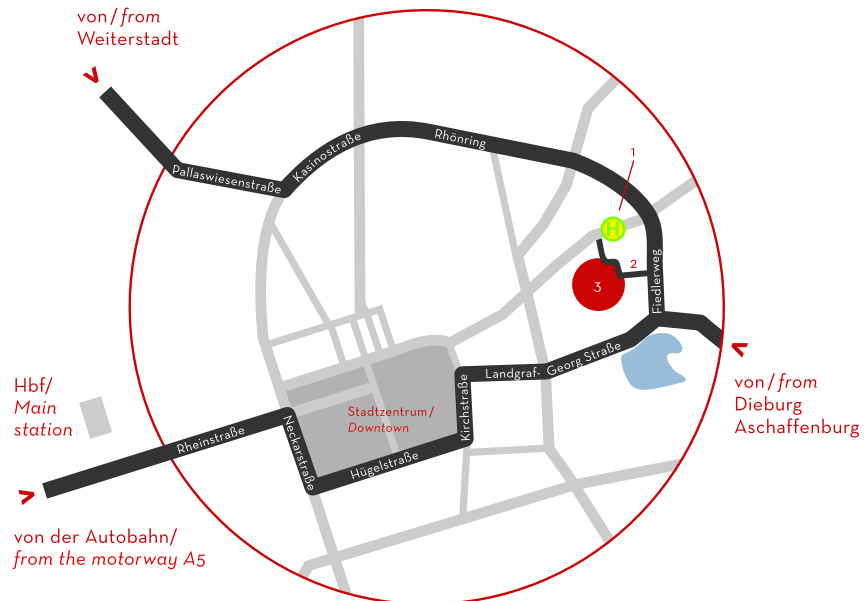 von/from
Weiterstadt
Pallaswiesenstraße
Kasinostraße
Rhönring
1
H
2
3
Fiedlerweg
Landgraf- Georg Straße
von/from
Dieburg
Aschaffenburg
Hbf/
Main
station
Stadtzentrum/
Downtown
Kirchstraße
Rheinstraße
Neckarstraße
Hügelstraße
von der Autobahn/
from the motorway A5